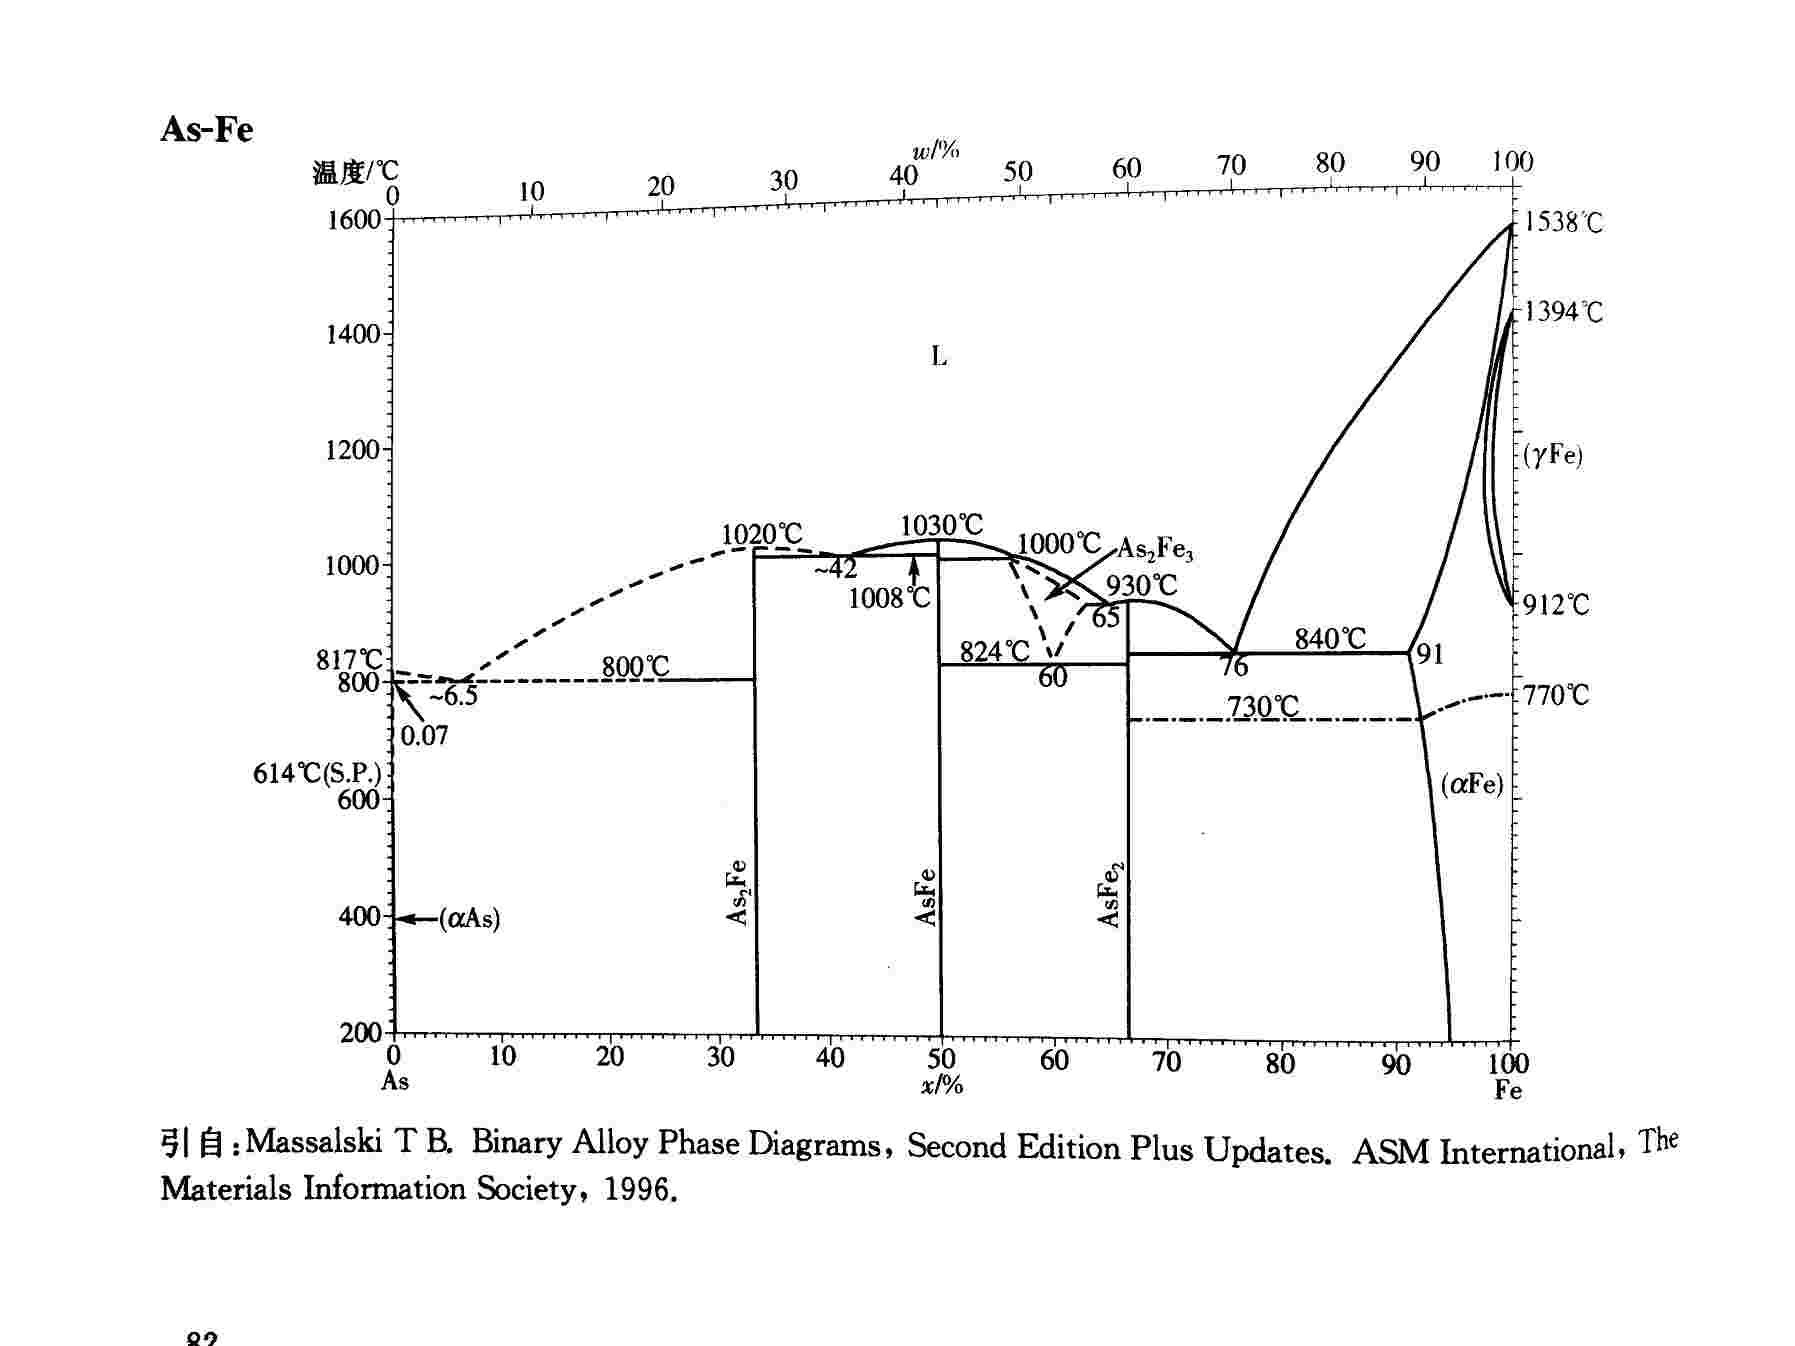 As-Fe
w/%
温度/℃
0 10 20 30 40 50 60 70 80 90 100
1600
1538℃
1400
1394℃
L
1200
(γFe)
1020℃
1030℃
1000℃
As₂Fe₃
1000
~42
1008℃
930℃
65
912℃
817℃
800℃
824℃
840℃
91
800
~6.5
60
76
770℃
0.07
730℃
614℃(S.P.)
(αFe)
600
As₂Fe
AsFe
AsFe₂
400
(αAs)
200
0 10 20 30 40 50 60 70 80 90 100
As
x/%
Fe
引自:Massalski T B. Binary Alloy Phase Diagrams, Second Edition Plus Updates. ASM International, The
Materials Information Society, 1996.
82